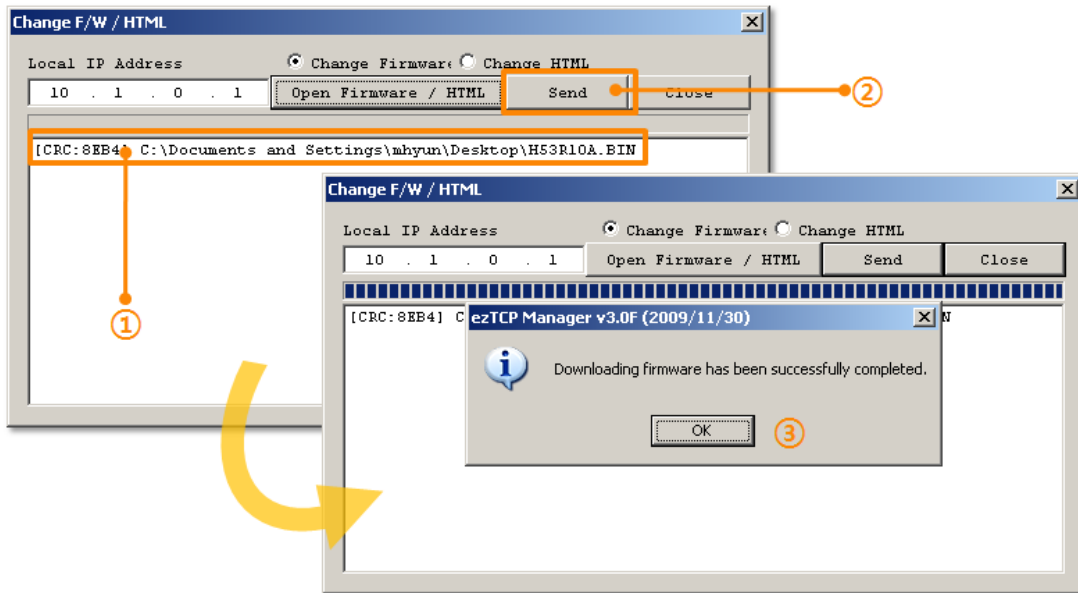 Change F/W / HTML
Local IP Address Change Firmware Change HTML
10 . 1 . 0 . 1 Open Firmware / HTML Send Close
②
[CRC:8EB4] C:\Documents and Settings\mhyun\Desktop\H53R10A.BIN
①
Change F/W / HTML
Local IP Address Change Firmware Change HTML
10 . 1 . 0 . 1 Open Firmware / HTML Send Close
[CRC:8EB4] C N
ezTCP Manager v3.0F (2009/11/30)
Downloading firmware has been successfully completed.
OK
③